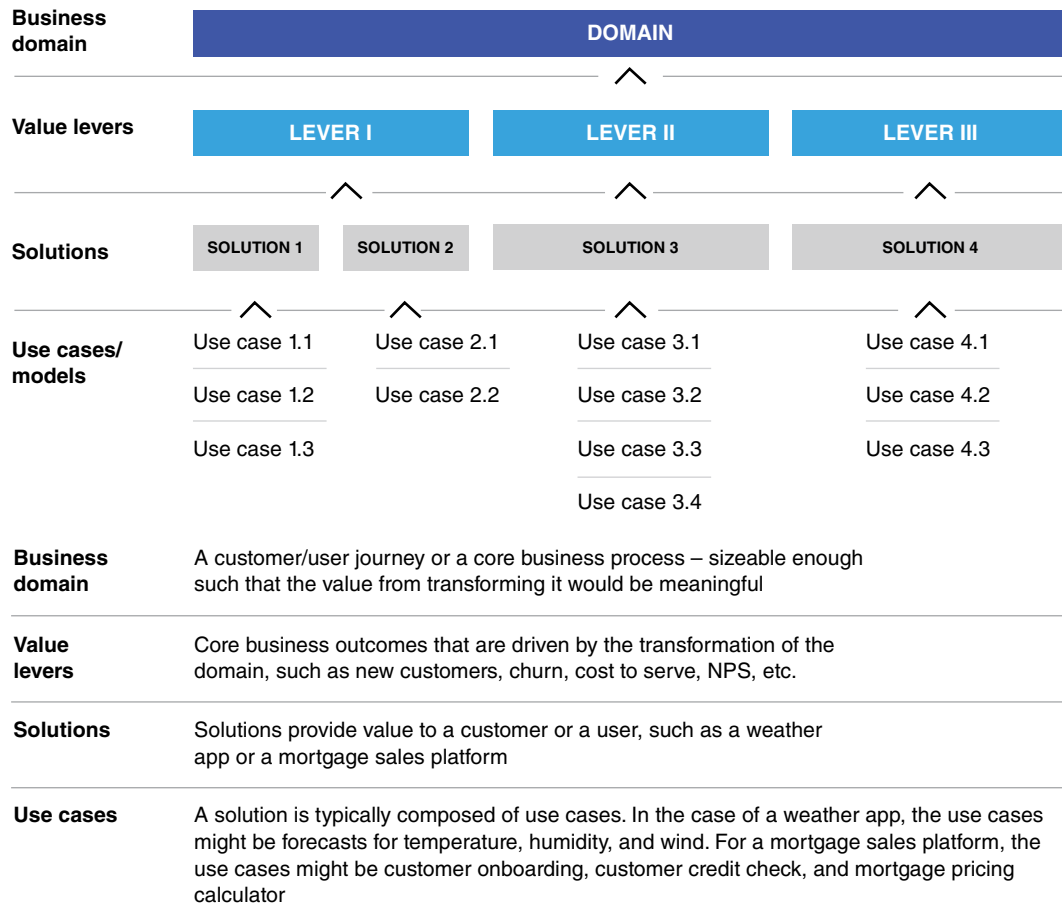 Business
domain
DOMAIN
Value levers
LEVER I
LEVER II
LEVER III
Solutions
SOLUTION 1
SOLUTION 2
SOLUTION 3
SOLUTION 4
Use cases/
models
Use case 1.1
Use case 2.1
Use case 3.1
Use case 4.1
Use case 1.2
Use case 2.2
Use case 3.2
Use case 4.2
Use case 1.3
Use case 3.3
Use case 4.3
Use case 3.4
Business
domain
A customer/user journey or a core business process – sizeable enough
such that the value from transforming it would be meaningful
Value
levers
Core business outcomes that are driven by the transformation of the
domain, such as new customers, churn, cost to serve, NPS, etc.
Solutions
Solutions provide value to a customer or a user, such as a weather
app or a mortgage sales platform
Use cases
A solution is typically composed of use cases. In the case of a weather app, the use cases
might be forecasts for temperature, humidity, and wind. For a mortgage sales platform, the
use cases might be customer onboarding, customer credit check, and mortgage pricing
calculator